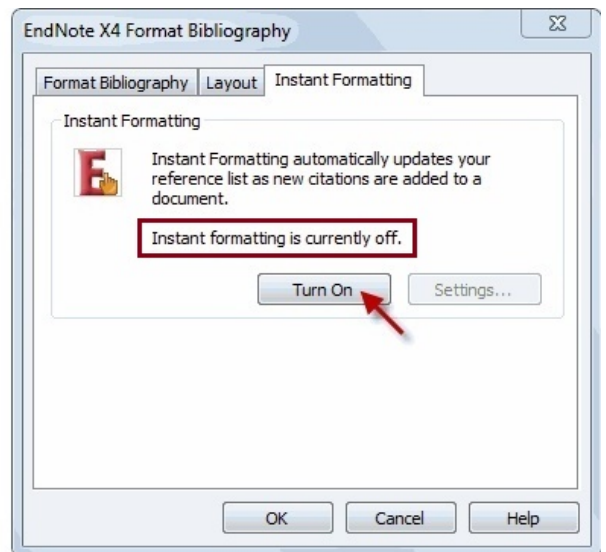 EndNote X4 Format Bibliography
Format Bibliography Layout Instant Formatting
Instant Formatting
Instant Formatting automatically updates your
reference list as new citations are added to a
document.
Instant formatting is currently off.
Turn On Settings...
OK Cancel Help